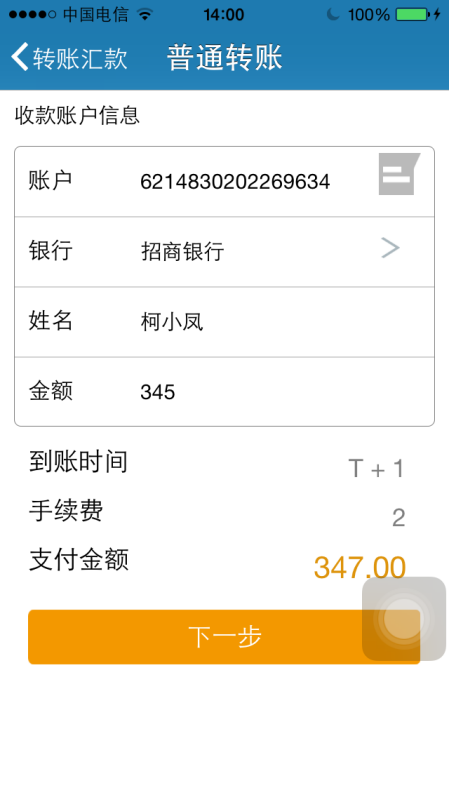 中国电信 14:00 100%
转账汇款 普通转账
收款账户信息
账户 6214830202269634
银行 招商银行
姓名 柯小凤
金额 345
到账时间 T + 1
手续费 2
支付金额 347.00
下一步